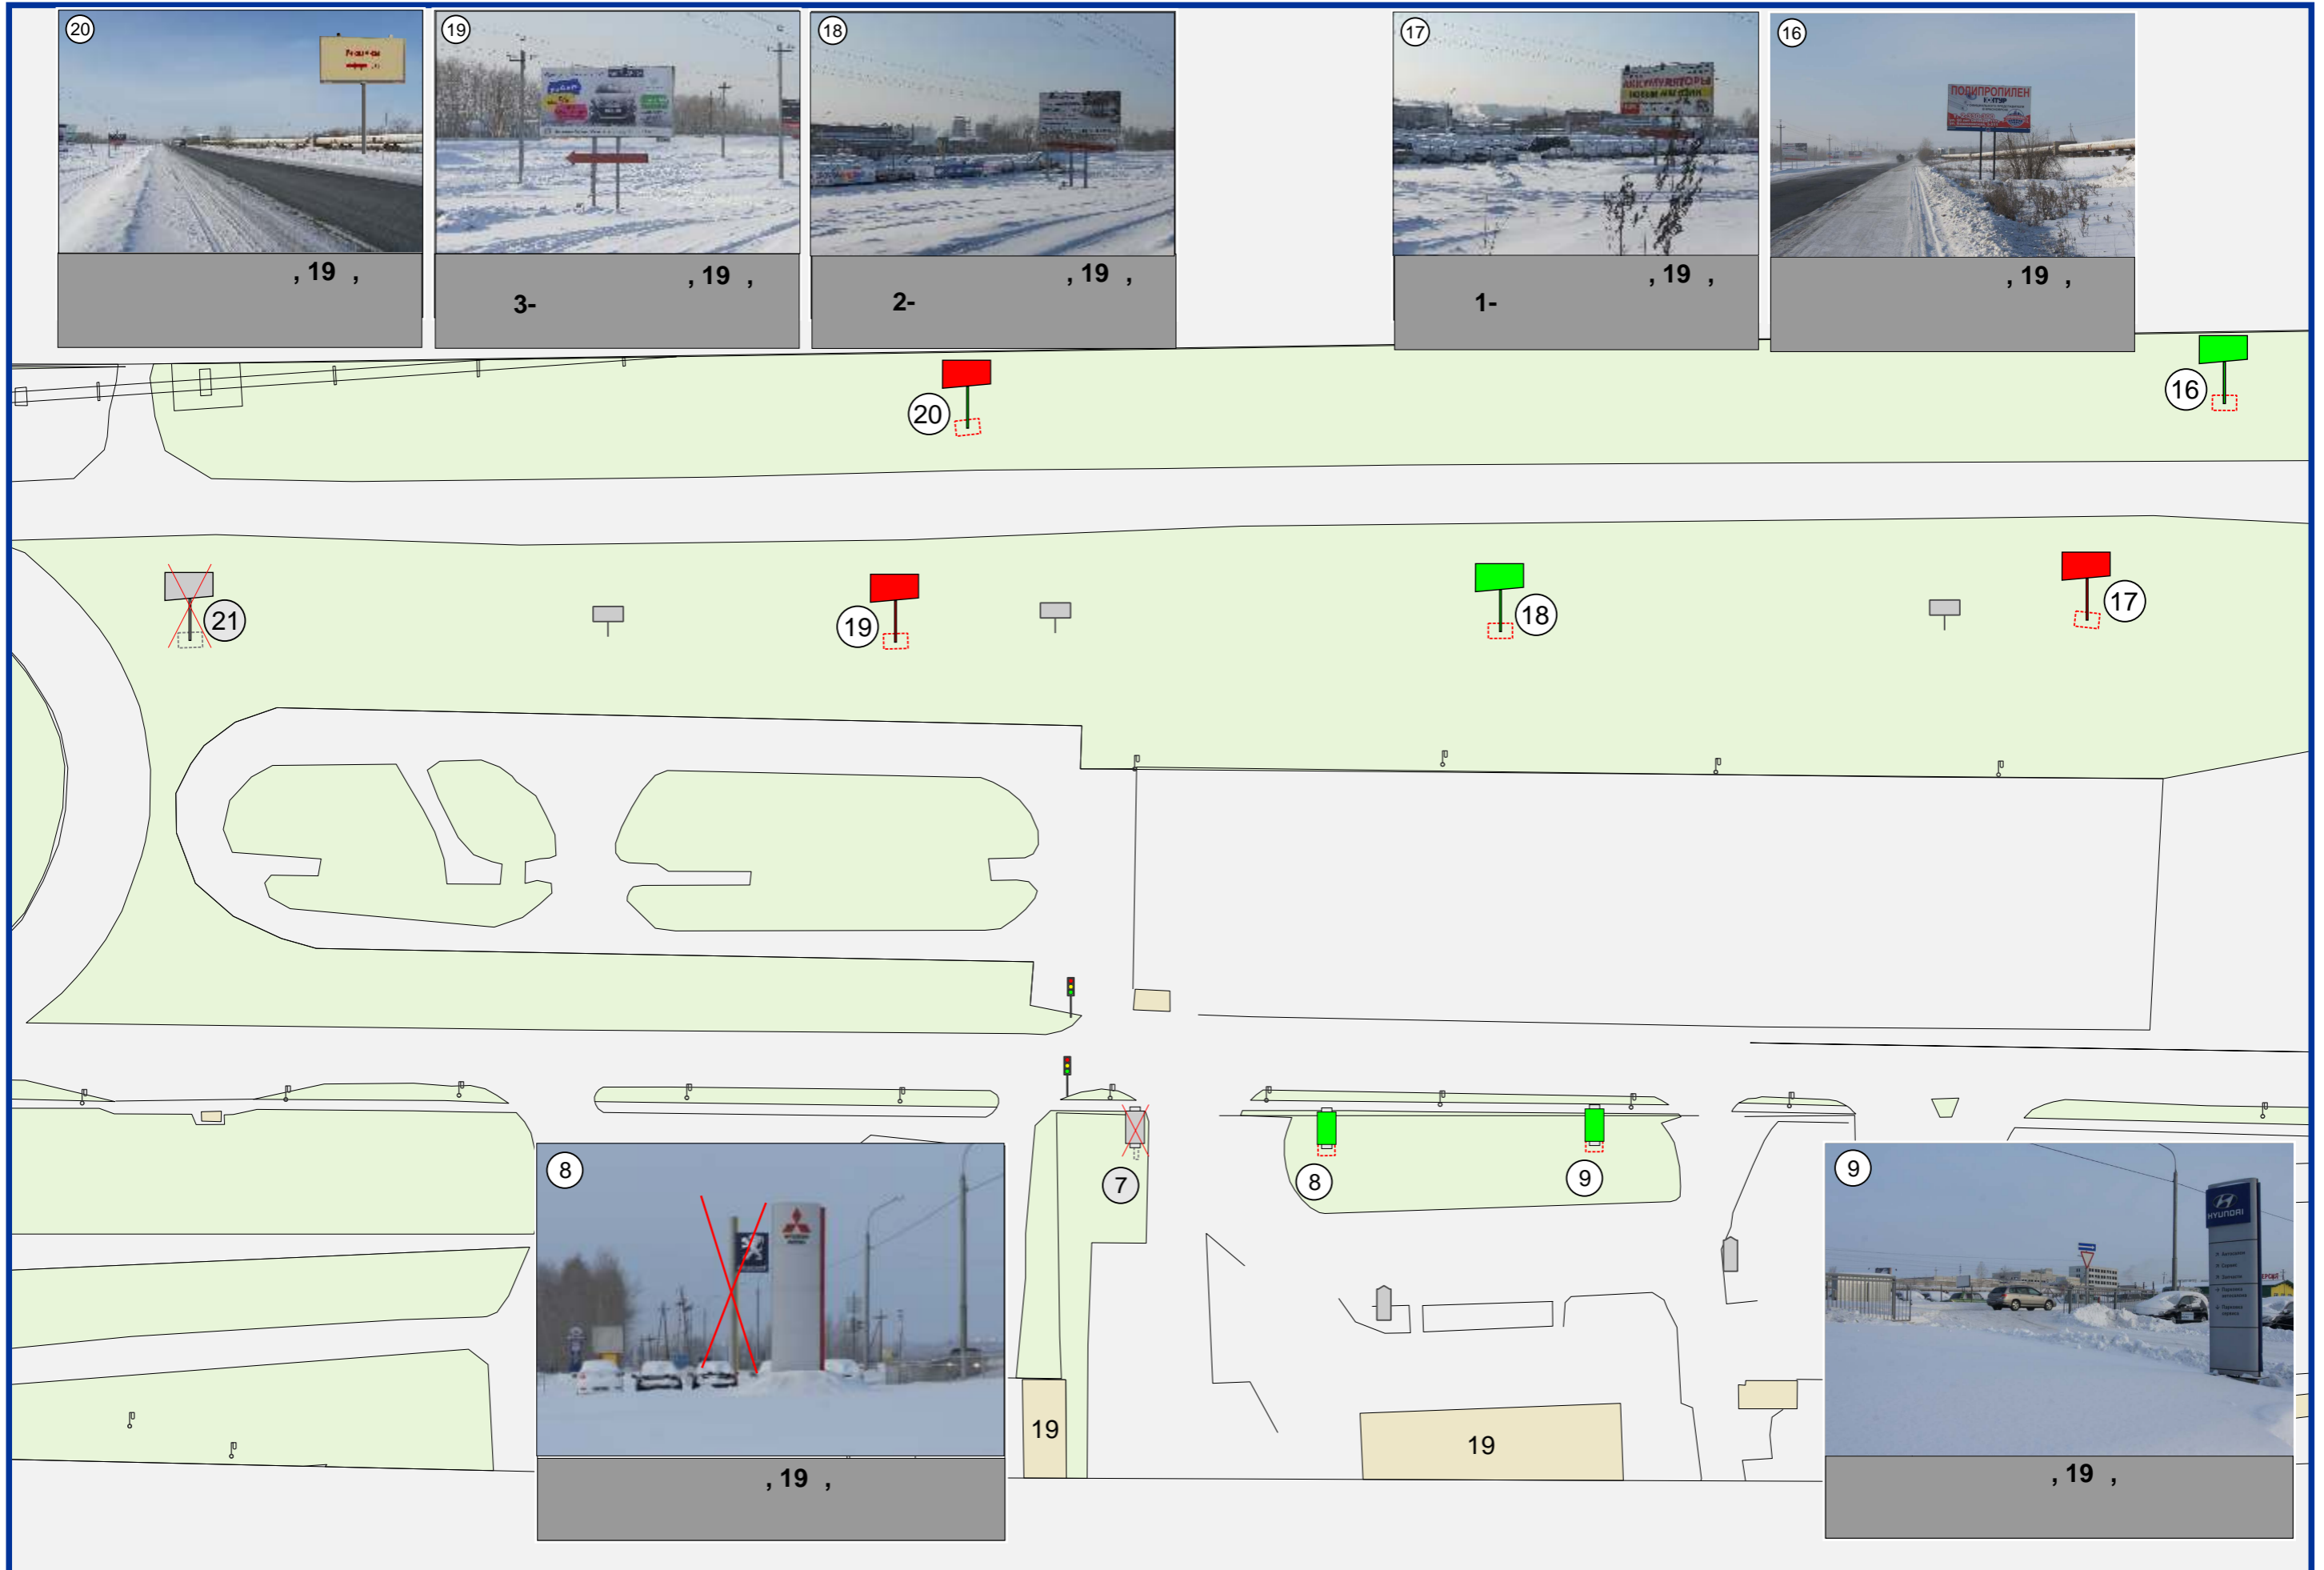 20
19
18
17
16
ПОЛИПРОПИЛЕН
АККУМУЛЯТОРЫ
, 19 ,
, 19 ,
3-
, 19 ,
2-
, 19 ,
1-
, 19 ,
20
16
21
19
18
17
7
8
9
8
9
HYUNDAI
19
19
, 19 ,
, 19 ,